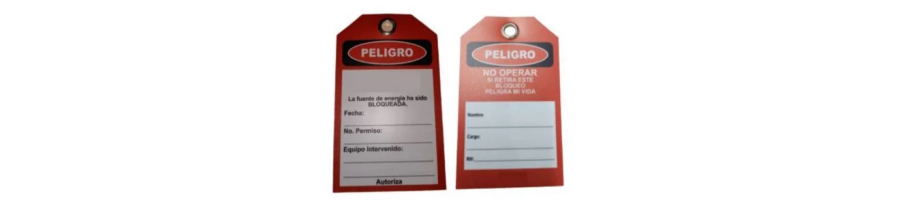 PELIGRO
La fuente de energía ha sido
BLOQUEADA.
Fecha:
No. Permiso:
Equipo intervenido:
Autoriza
PELIGRO
NO OPERAR
SI RETIRA ESTE
BLOQUEO
PELIGRA MI VIDA
Nombre:
Cargo: